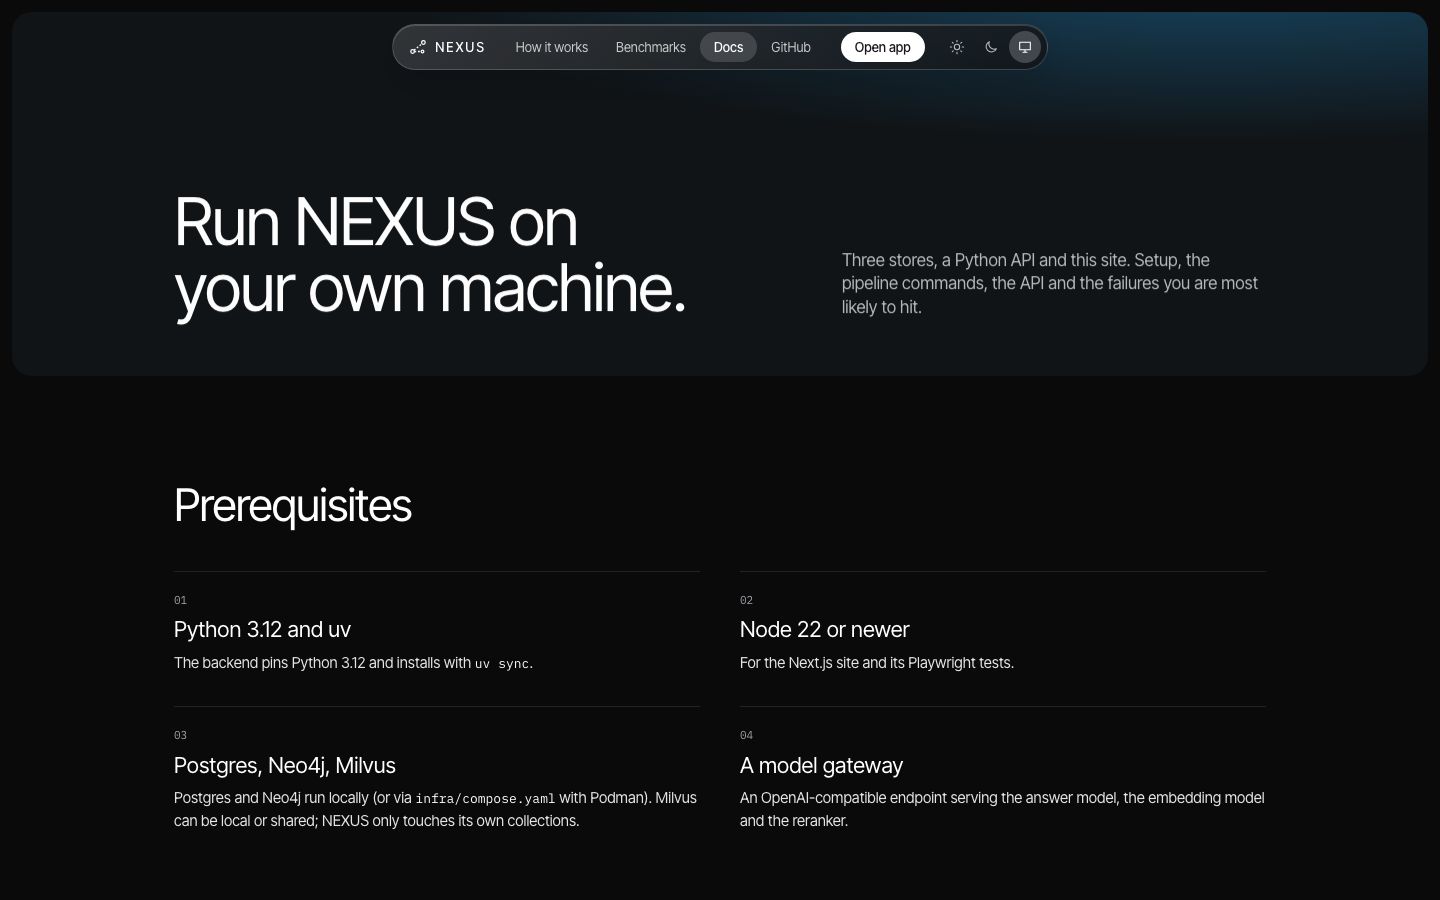 NEXUS How it works Benchmarks Docs GitHub Open app
Run NEXUS on
your own machine.
Three stores, a Python API and this site. Setup, the
pipeline commands, the API and the failures you are most
likely to hit.
Prerequisites
01
Python 3.12 and uv
The backend pins Python 3.12 and installs with uv sync.
02
Node 22 or newer
For the Next.js site and its Playwright tests.
03
Postgres, Neo4j, Milvus
Postgres and Neo4j run locally (or via infra/compose.yaml with Podman). Milvus
can be local or shared; NEXUS only touches its own collections.
04
A model gateway
An OpenAI-compatible endpoint serving the answer model, the embedding model
and the reranker.